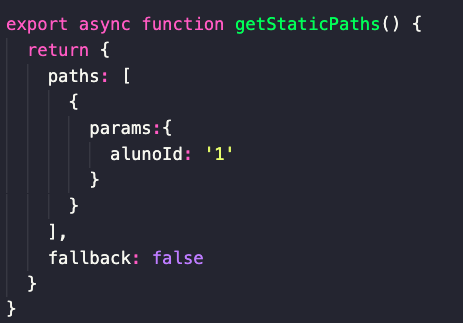 export async function getStaticPaths() {
  return {
    paths: [
      {
        params:{
          alunoId: '1'
        }
      }
    ],
    fallback: false
  }
}